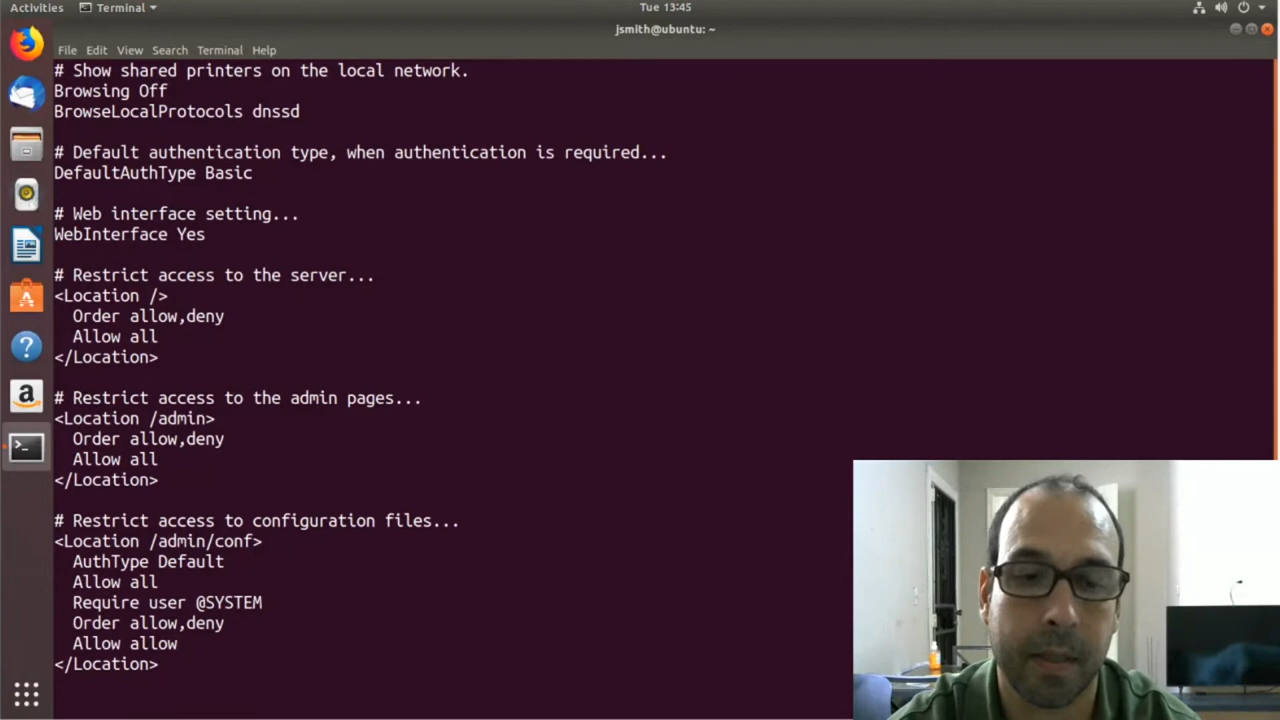 Activities
Terminal
Tue 13:45
jsmith@ubuntu: ~
File Edit View Search Terminal Help
# Show shared printers on the local network.
Browsing Off
BrowseLocalProtocols dnssd
# Default authentication type, when authentication is required...
DefaultAuthType Basic
# Web interface setting...
WebInterface Yes
# Restrict access to the server...
<Location />
Order allow,deny
Allow all
</Location>
# Restrict access to the admin pages...
<Location /admin>
Order allow,deny
Allow all
</Location>
# Restrict access to configuration files...
<Location /admin/conf>
AuthType Default
Allow all
Require user @SYSTEM
Order allow,deny
Allow allow
</Location>